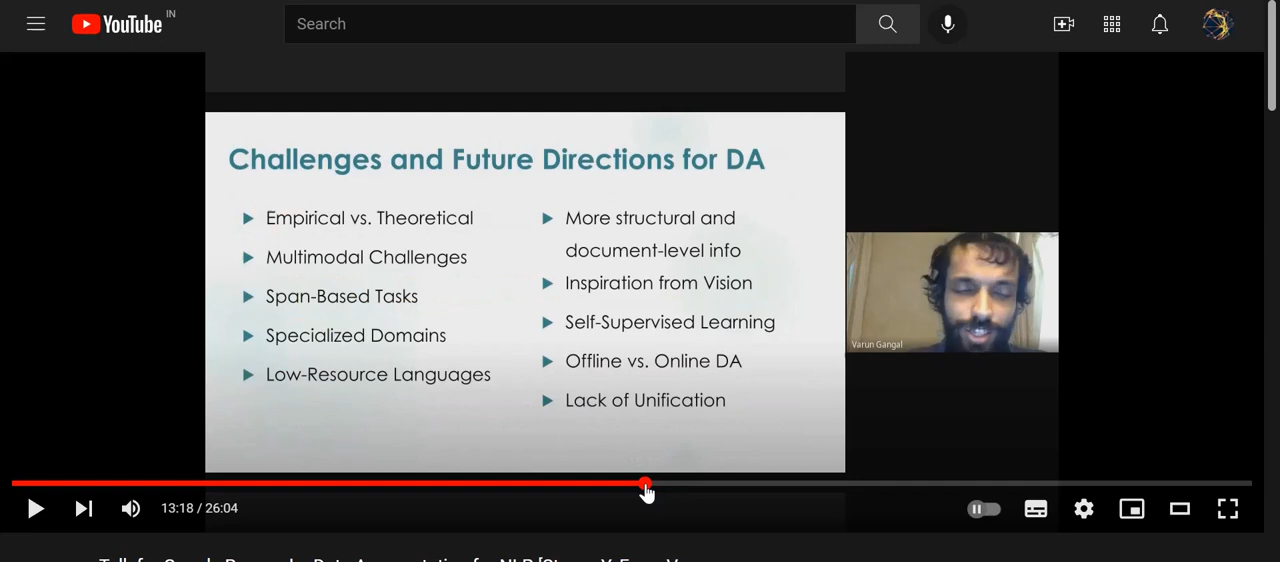 YouTube IN
Search
Challenges and Future Directions for DA
Empirical vs. Theoretical
Multimodal Challenges
Span-Based Tasks
Specialized Domains
Low-Resource Languages
More structural and
document-level info
Inspiration from Vision
Self-Supervised Learning
Offline vs. Online DA
Lack of Unification
Varun Gangal
13:18 / 26:04